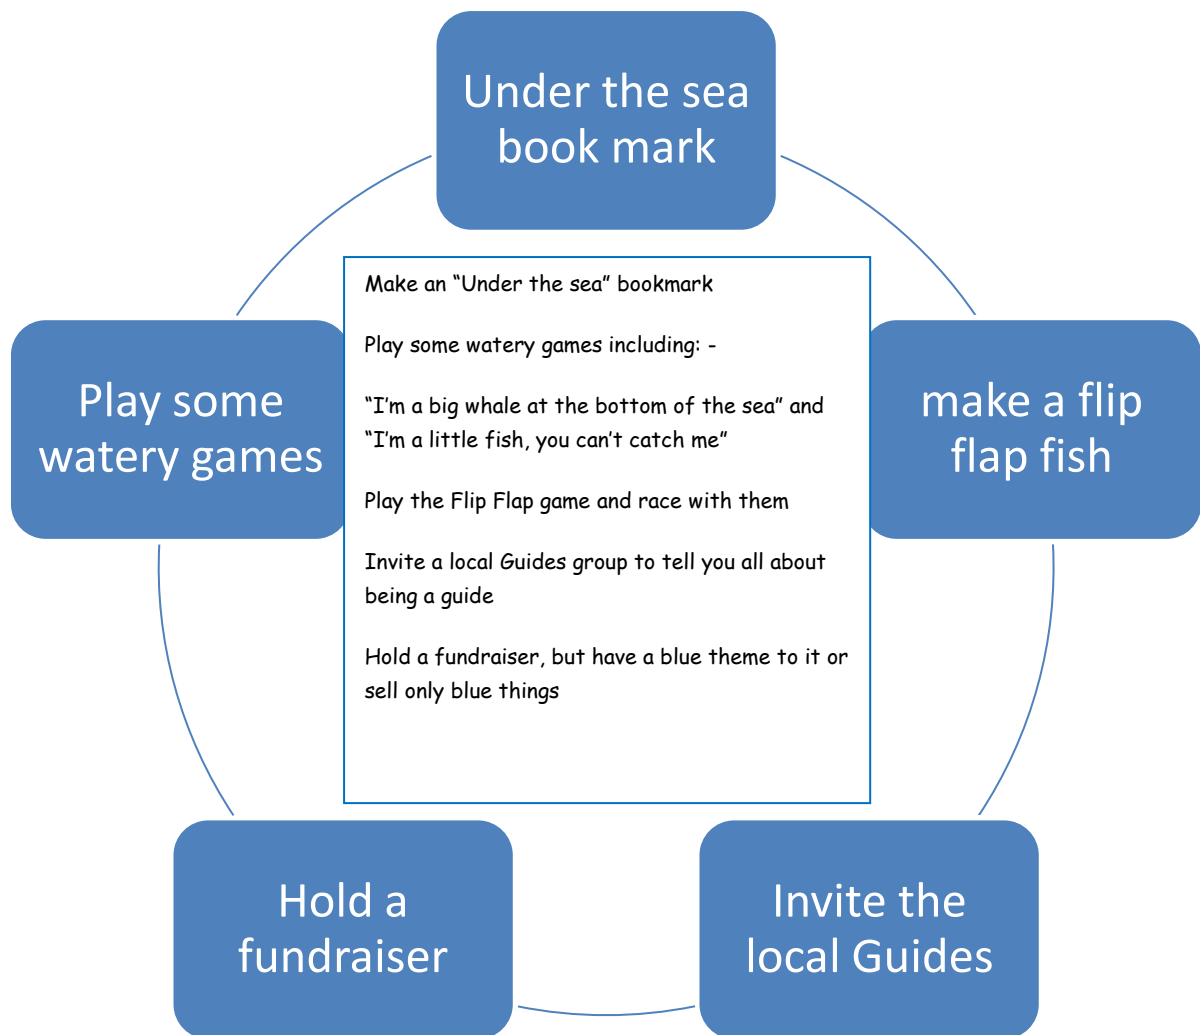 Under the sea
book mark
Make an “Under the sea” bookmark
Play some watery games including: -
“I’m a big whale at the bottom of the sea” and
“I’m a little fish, you can’t catch me”
Play the Flip Flap game and race with them
Invite a local Guides group to tell you all about
being a guide
Hold a fundraiser, but have a blue theme to it or
sell only blue things
Play some
watery games
make a flip
flap fish
Hold a
fundraiser
Invite the
local Guides